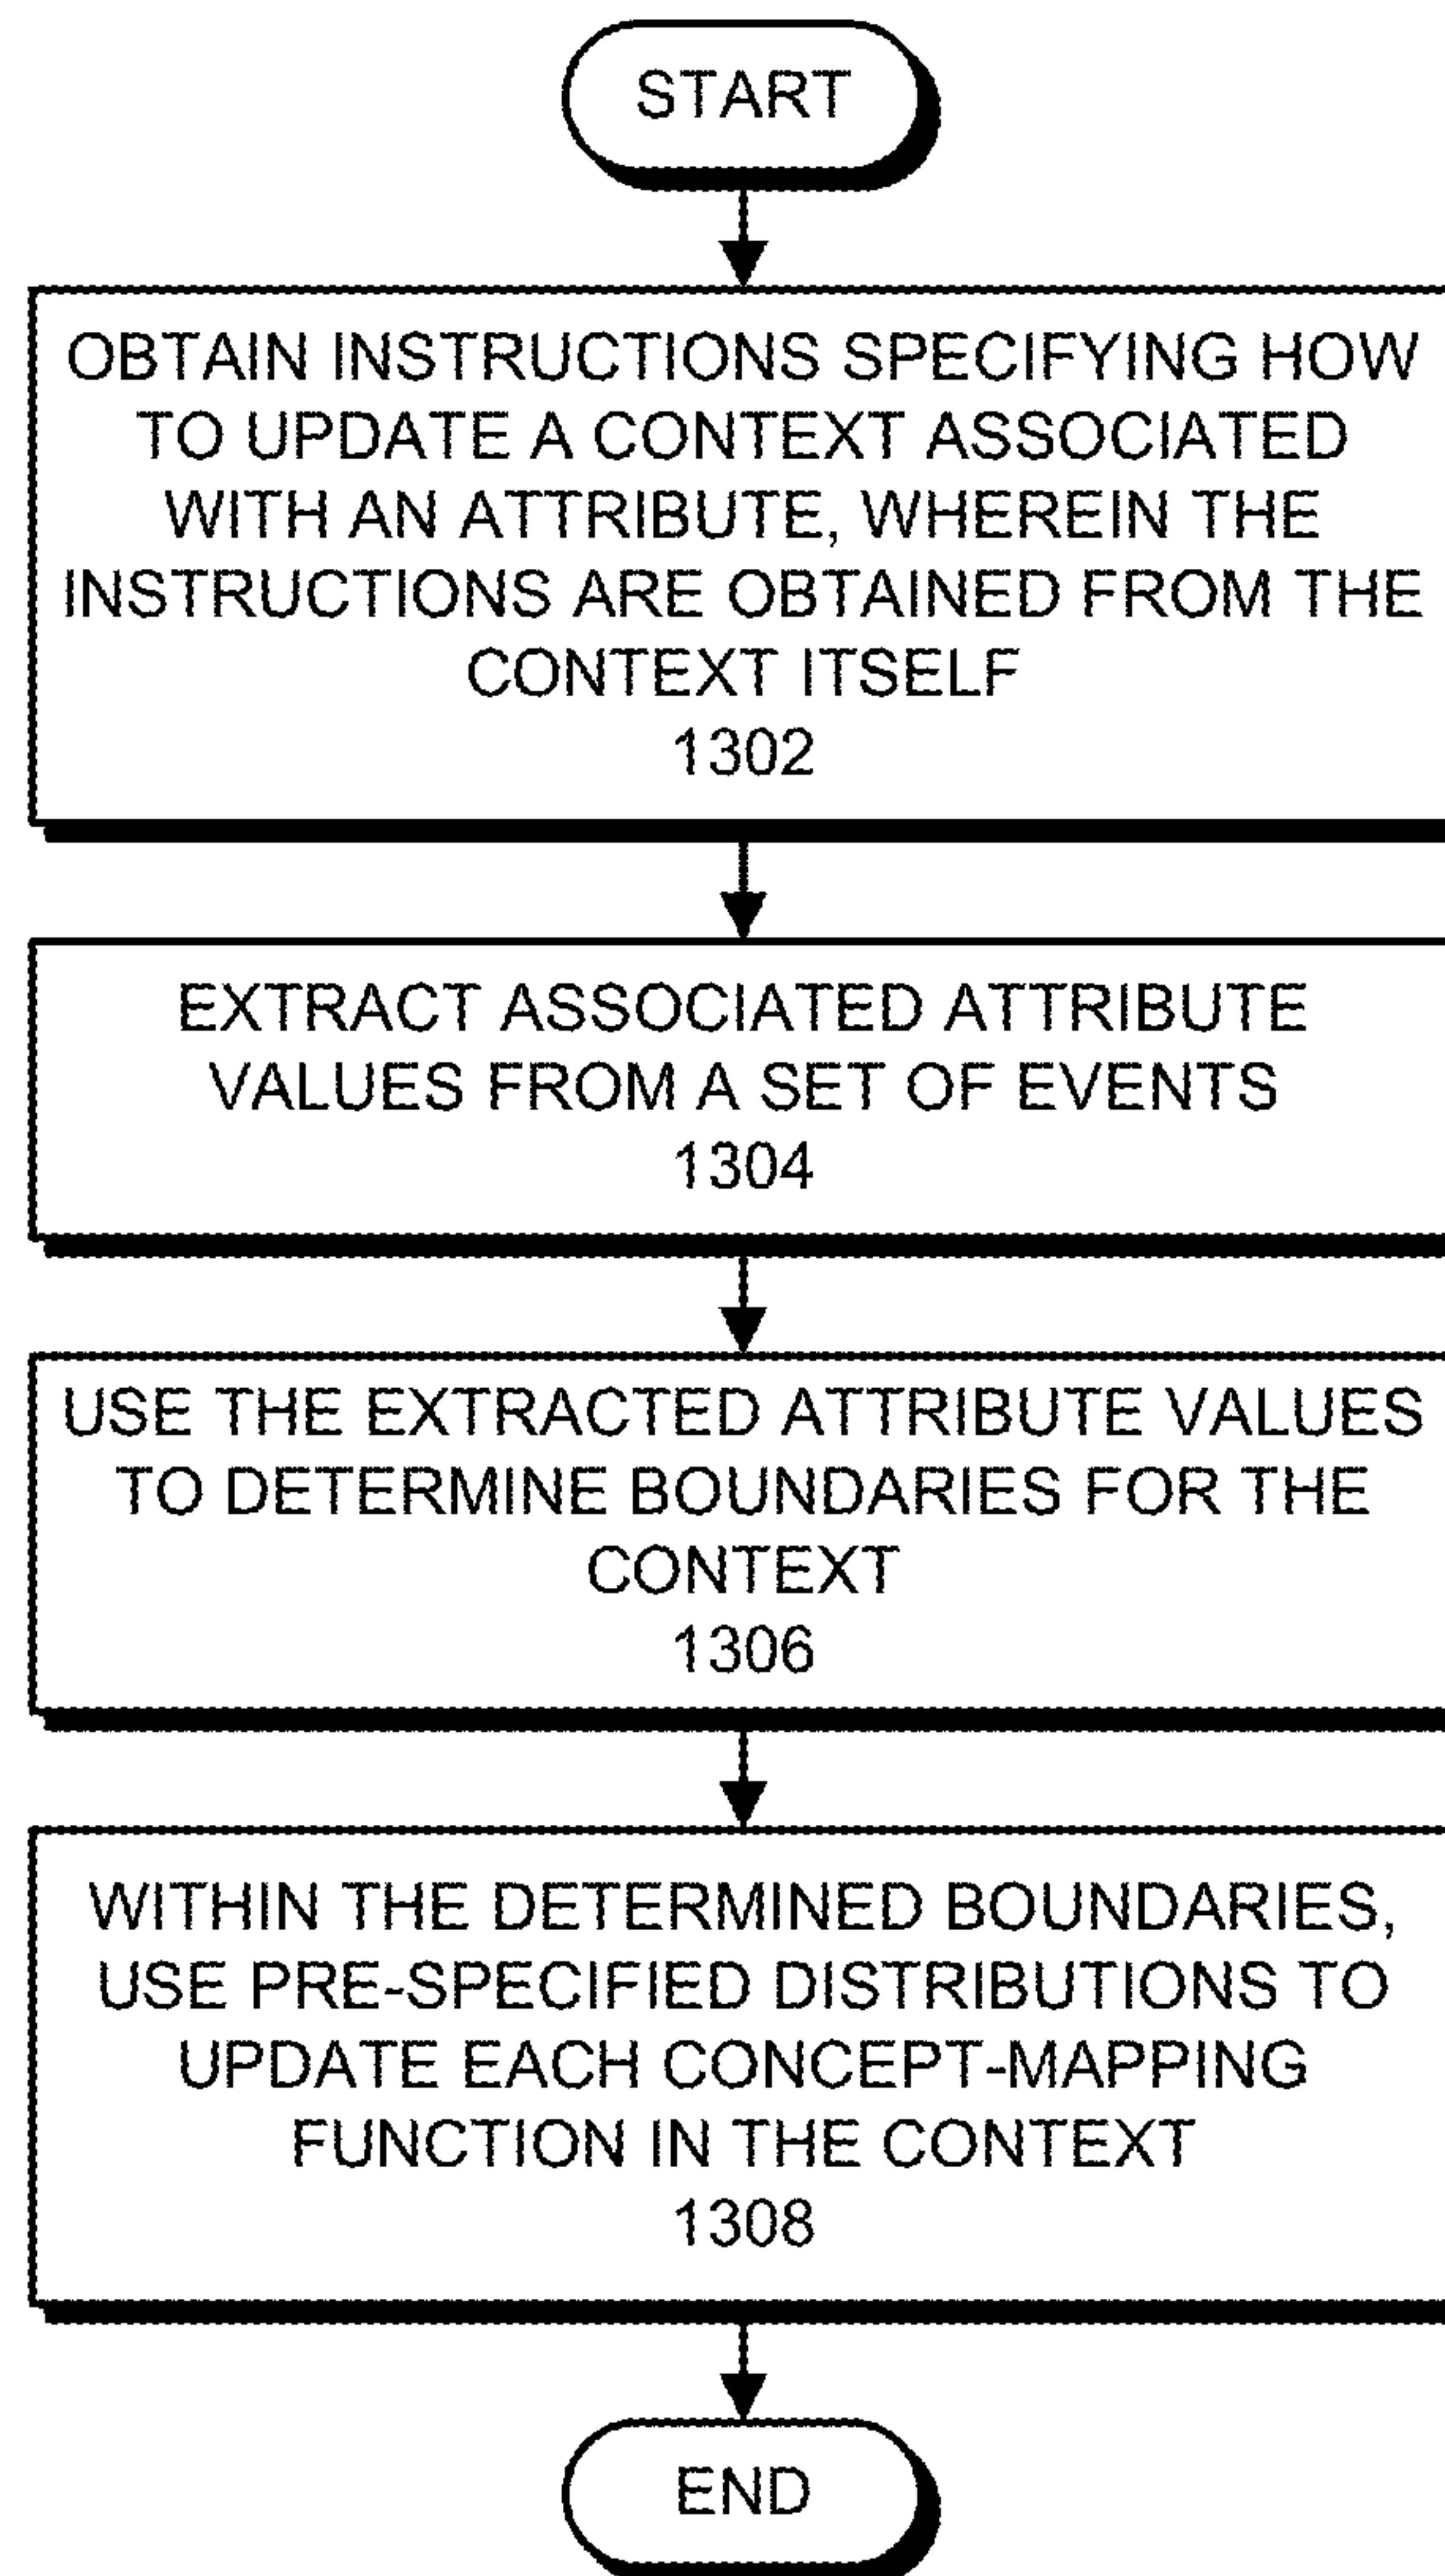 START
OBTAIN INSTRUCTIONS SPECIFYING HOW
TO UPDATE A CONTEXT ASSOCIATED
WITH AN ATTRIBUTE, WHEREIN THE
INSTRUCTIONS ARE OBTAINED FROM THE
CONTEXT ITSELF
1302
EXTRACT ASSOCIATED ATTRIBUTE
VALUES FROM A SET OF EVENTS
1304
USE THE EXTRACTED ATTRIBUTE VALUES
TO DETERMINE BOUNDARIES FOR THE
CONTEXT
1306
WITHIN THE DETERMINED BOUNDARIES,
USE PRE-SPECIFIED DISTRIBUTIONS TO
UPDATE EACH CONCEPT-MAPPING
FUNCTION IN THE CONTEXT
1308
END